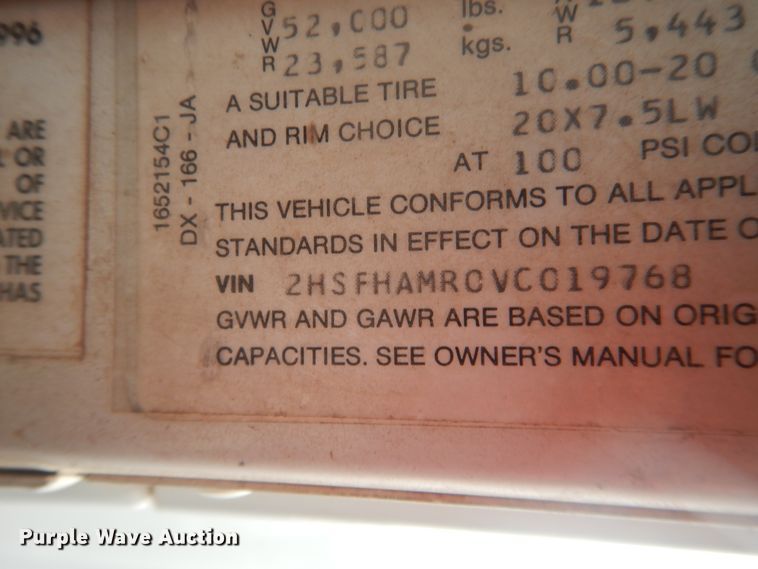 996
ARE
OR
OF
VICE
ATED
THE
HAS
1652154C1
DX - 166 - JA
GVWR 52,000 lbs.
23,587 kgs.
WR
5,443
A SUITABLE TIRE 10.00-20
AND RIM CHOICE 20X7.5LW
AT 100 PSI CO
THIS VEHICLE CONFORMS TO ALL APPL
STANDARDS IN EFFECT ON THE DATE O
VIN 2HSFHAMR0VC019768
GVWR AND GAWR ARE BASED ON ORIG
CAPACITIES. SEE OWNER'S MANUAL FO
Purple Wave Auction